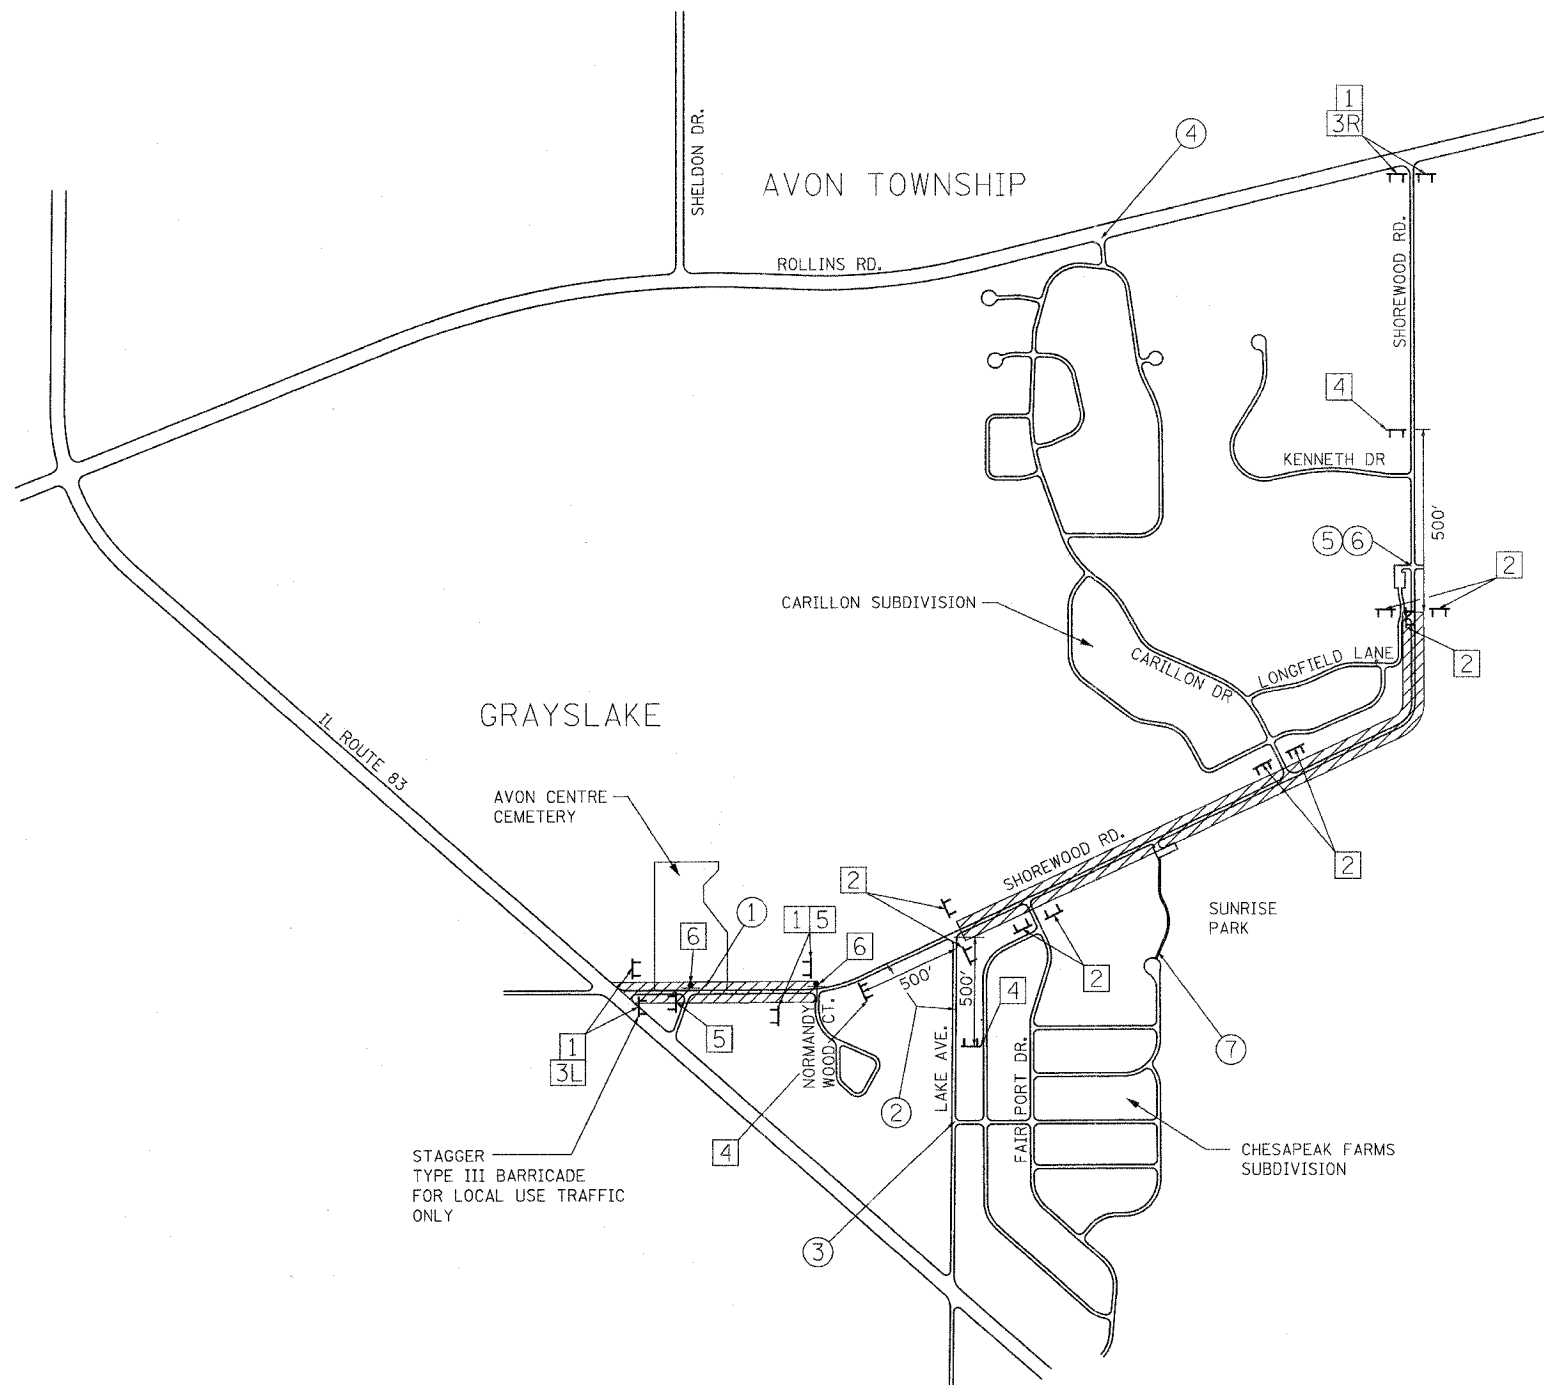 1
3R
4
SHELDON DR.
AVON TOWNSHIP
SHOREWOOD RD.
ROLLINS RD.
4
KENNETH DR
500'
5 6
2
CARILLON SUBDIVISION
2
LONGFIELD LANE
CARILLON DR
GRAYSLAKE
IL ROUTE 83
AVON CENTRE
CEMETERY
SHOREWOOD RD.
2
2
1
1 5
6
6
SUNRISE
PARK
2
500'
500'
4
NORMANDY
WOOD CT.
LAKE AVE.
FAIR PORT DR.
1
3L
5
7
2
4
STAGGER
TYPE III BARRICADE
FOR LOCAL USE TRAFFIC
ONLY
CHESAPEAK FARMS
SUBDIVISION
3